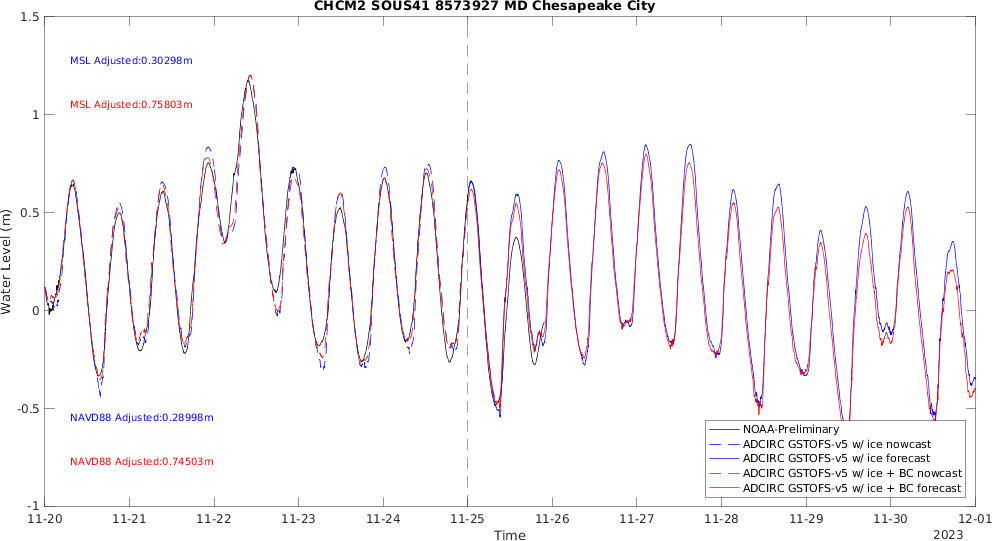 CHCM2 SOUS41 8573927 MD Chesapeake City
1.5
1
0.5
0
-0.5
-1
Water Level (m)
MSL Adjusted:0.30298m
MSL Adjusted:0.75803m
NAVD88 Adjusted:0.28998m
NAVD88 Adjusted:0.74503m
NOAA-Preliminary
ADCIRC GSTOFS-v5 w/ ice nowcast
ADCIRC GSTOFS-v5 w/ ice forecast
ADCIRC GSTOFS-v5 w/ ice + BC nowcast
ADCIRC GSTOFS-v5 w/ ice + BC forecast
11-20 11-21 11-22 11-23 11-24 11-25 11-26 11-27 11-28 11-29 11-30 12-01
Time
2023